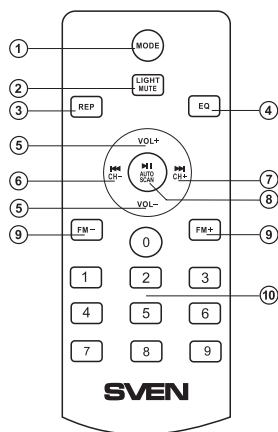 ① MODE
② LIGHT MUTE
③ REP EQ ④
⑤ VOL+
⑥ ⏮ CH− ⏯ AUTO SCAN ⏭ CH+ ⑦
⑧
⑤ VOL−
⑨ FM− FM+ ⑨
0
1 2 3
⑩
4 5 6
7 8 9
SVEN